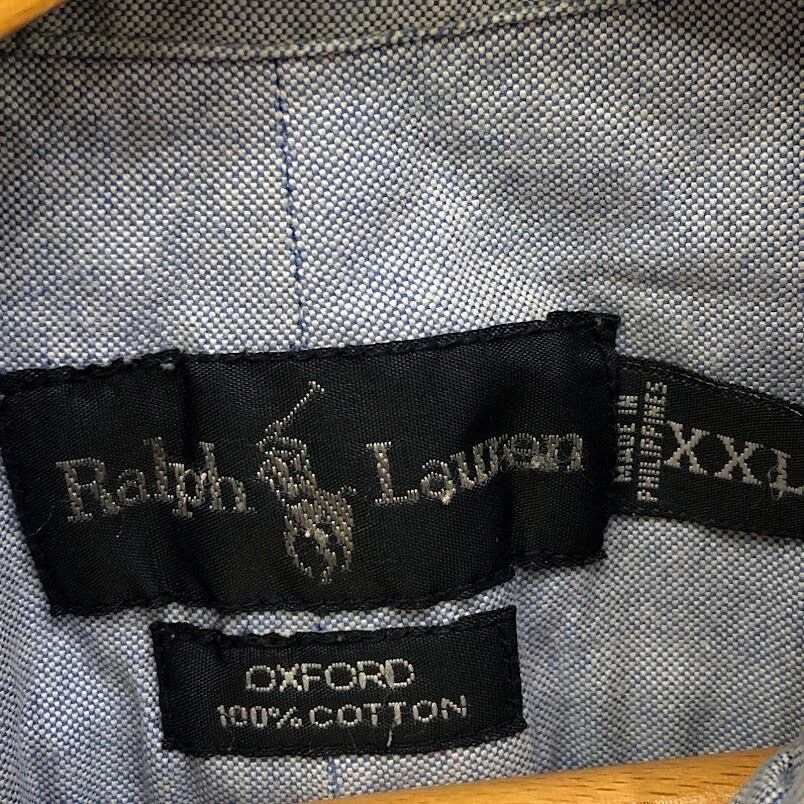 Ralph Lauren
MADE IN
PHILIPPINES
XXL
OXFORD
100% COTTON